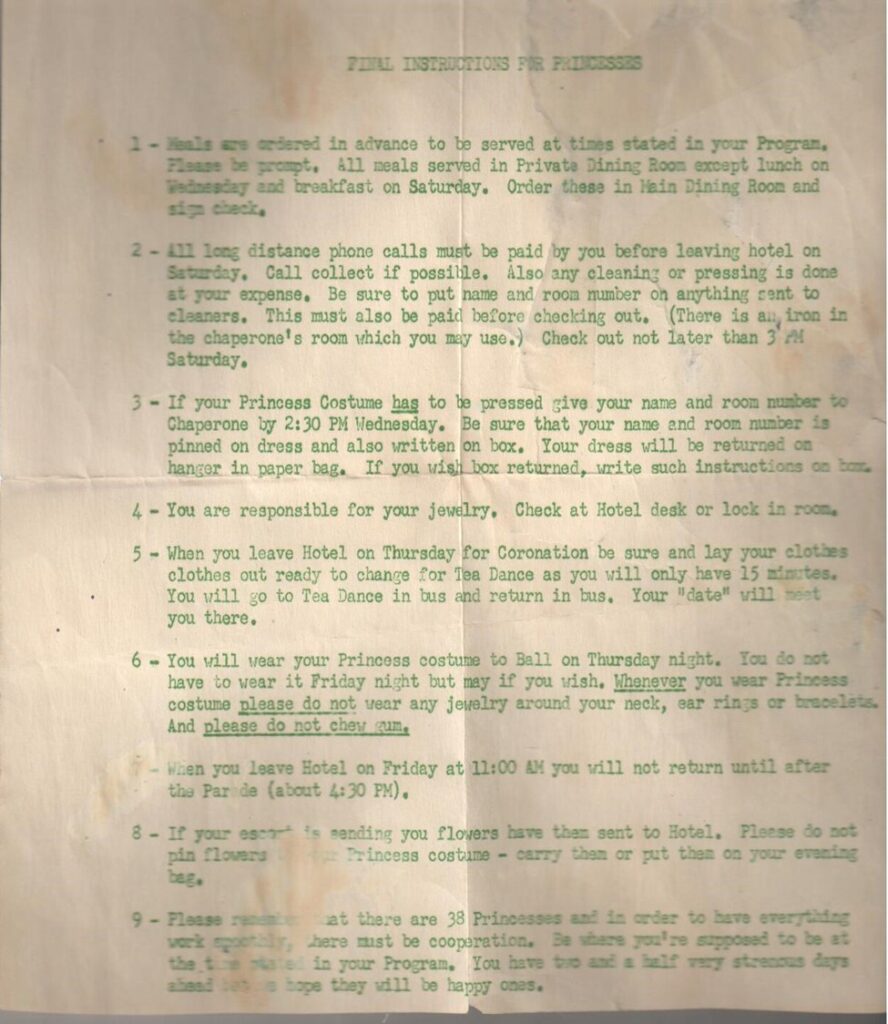 FINAL INSTRUCTIONS FOR PRINCESSES
1 - Meals are ordered in advance to be served at times stated in your Program.
Please be prompt. All meals served in Private Dining Room except lunch on
Wednesday and breakfast on Saturday. Order these in Main Dining Room and
sign check.
2 - All long distance phone calls must be paid by you before leaving hotel on
Saturday. Call collect if possible. Also any cleaning or pressing is done
at your expense. Be sure to put name and room number on anything sent to
cleaners. This must also be paid before checking out. (There is an iron in
the chaperone's room which you may use.) Check out not later than 3 PM
Saturday.
3 - If your Princess Costume has to be pressed give your name and room number to
Chaperone by 2:30 PM Wednesday. Be sure that your name and room number is
pinned on dress and also written on box. Your dress will be returned on
hanger in paper bag. If you wish box returned, write such instructions on box.
4 - You are responsible for your jewelry. Check at Hotel desk or lock in room.
5 - When you leave Hotel on Thursday for Coronation be sure and lay your clothes
clothes out ready to change for Tea Dance as you will only have 15 minutes.
You will go to Tea Dance in bus and return in bus. Your "date" will meet
you there.
6 - You will wear your Princess costume to Ball on Thursday night. You do not
have to wear it Friday night but may if you wish. Whenever you wear Princess
costume please do not wear any jewelry around your neck, ear rings or bracelets.
And please do not chew gum.
- When you leave Hotel on Friday at 11:00 AM you will not return until after
the Parade (about 4:30 PM).
8 - If your escort is sending you flowers have them sent to Hotel. Please do not
pin flowers Princess costume - carry them or put them on your evening
bag.
9 - Please remember that there are 38 Princesses and in order to have everything
work smoothly, there must be cooperation. Be where you're supposed to be at
the time stated in your Program. You have two and a half very strenous days
ahead hope they will be happy ones.